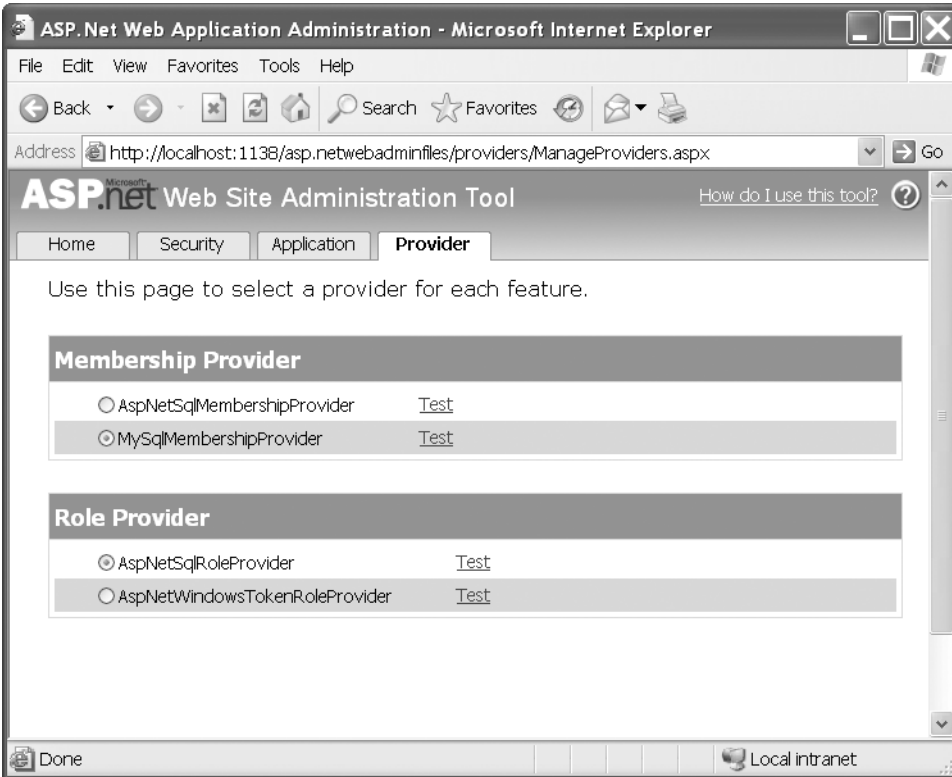 ASP.Net Web Application Administration - Microsoft Internet Explorer
File Edit View Favorites Tools Help
Back Search Favorites
Address http://localhost:1138/asp.netwebadminfiles/providers/ManageProviders.aspx Go
Microsoft ASP.net Web Site Administration Tool How do I use this tool? ?
Home Security Application Provider
Use this page to select a provider for each feature.
Membership Provider
AspNetSqlMembershipProvider Test
MySqlMembershipProvider Test
Role Provider
AspNetSqlRoleProvider Test
AspNetWindowsTokenRoleProvider Test
Done Local intranet